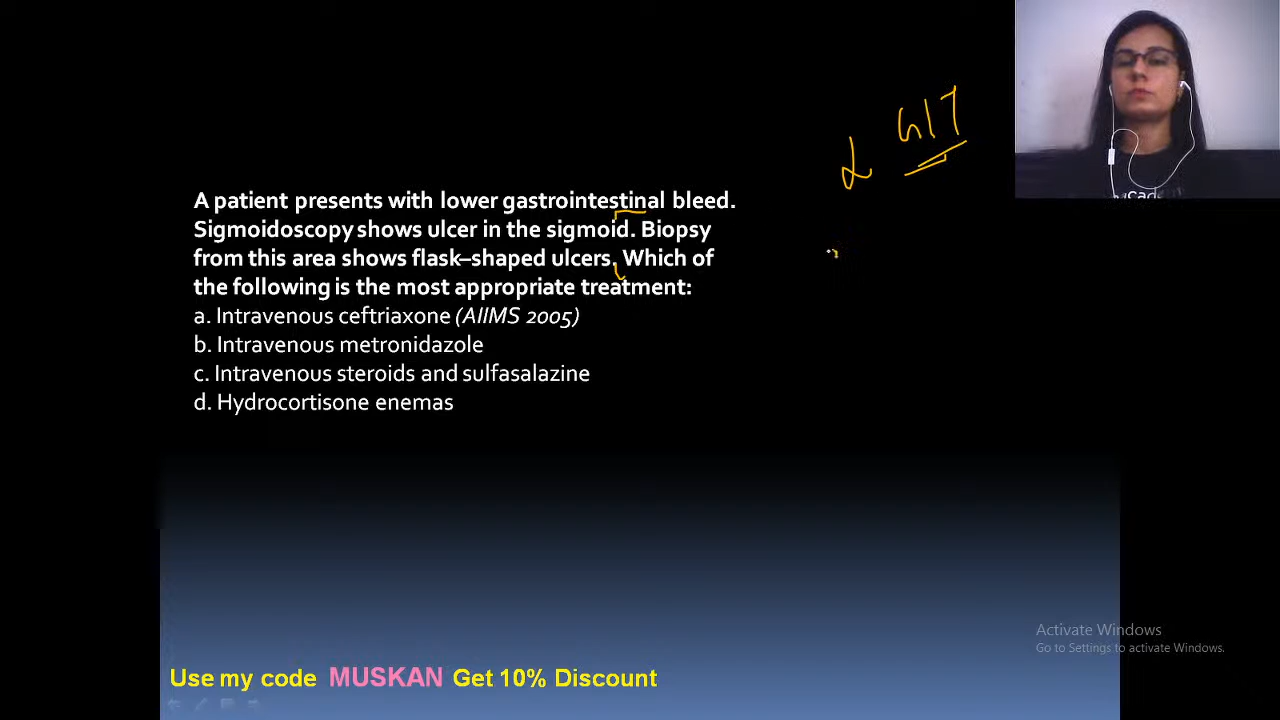 A patient presents with lower gastrointestinal bleed.
Sigmoidoscopy shows ulcer in the sigmoid. Biopsy
from this area shows flask–shaped ulcers. Which of
the following is the most appropriate treatment:
a. Intravenous ceftriaxone (AIIMS 2005)
b. Intravenous metronidazole
c. Intravenous steroids and sulfasalazine
d. Hydrocortisone enemas
L GIT
Activate Windows
Go to Settings to activate Windows.
Use my code MUSKAN Get 10% Discount